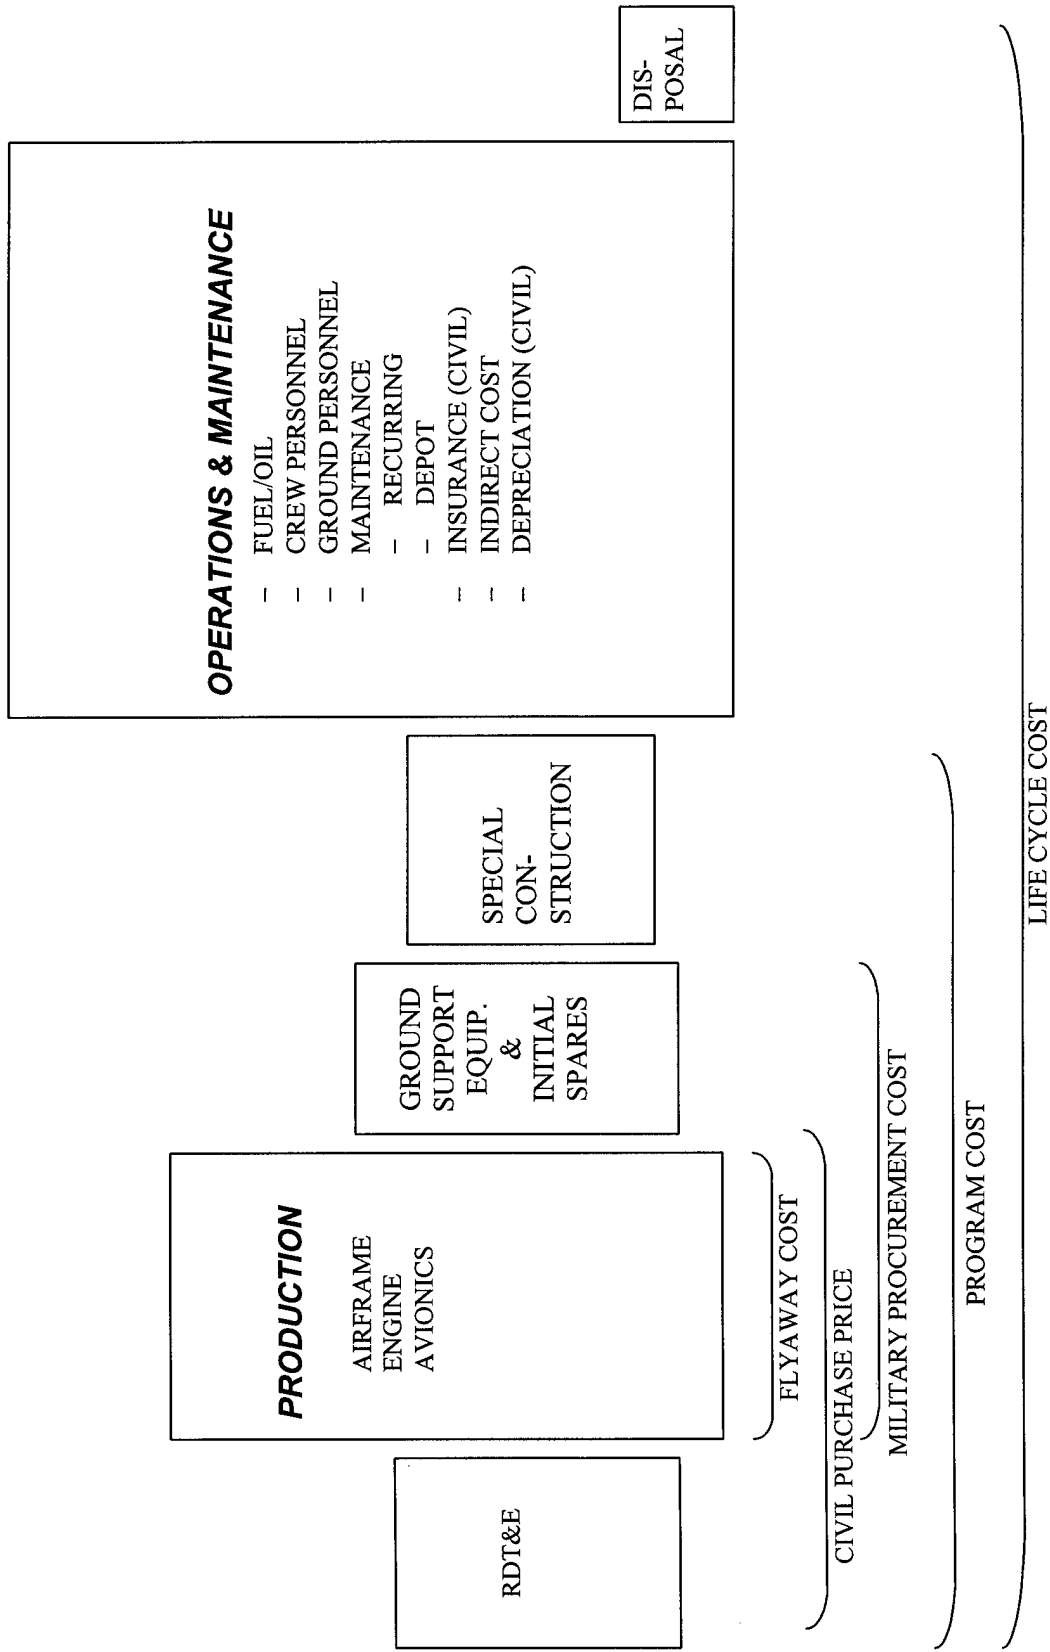 RDT&E
PRODUCTION
AIRFRAME
ENGINE
AVIONICS
GROUND
SUPPORT
EQUIP.
&
INITIAL
SPARES
SPECIAL
CON-
STRUCTION
OPERATIONS & MAINTENANCE
– FUEL/OIL
– CREW PERSONNEL
– GROUND PERSONNEL
– MAINTENANCE
– RECURRING
– DEPOT
– INSURANCE (CIVIL)
– INDIRECT COST
– DEPRECIATION (CIVIL)
DIS-
POSAL
FLYAWAY COST
CIVIL PURCHASE PRICE
MILITARY PROCUREMENT COST
PROGRAM COST
LIFE CYCLE COST